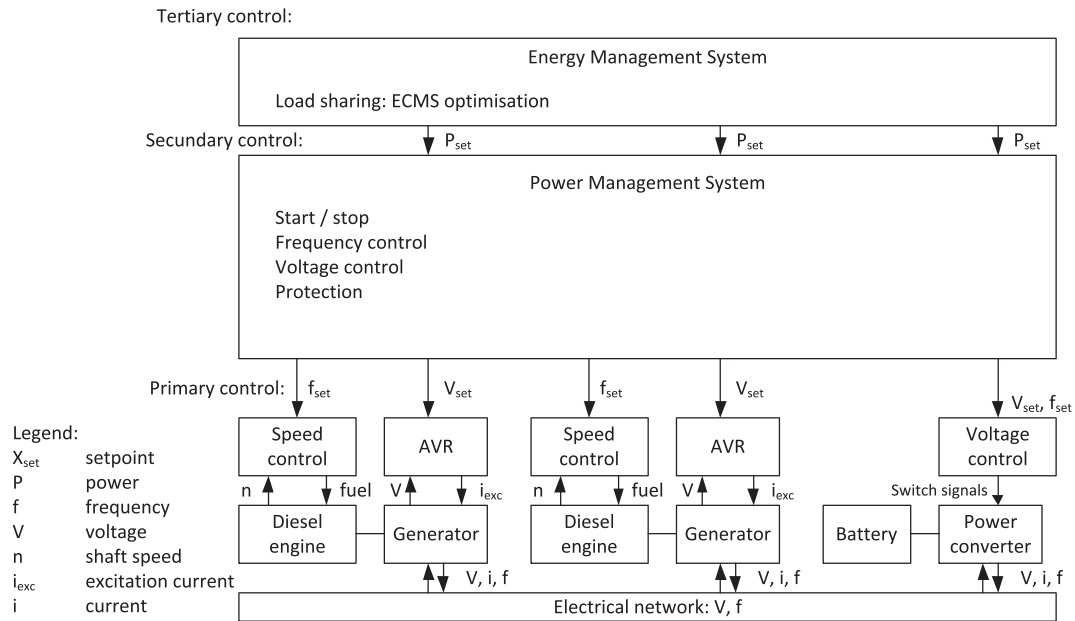 Tertiary control:
Energy Management System
Load sharing: ECMS optimisation
Secundary control:
Pset
Pset
Pset
Power Management System
Start / stop
Frequency control
Voltage control
Protection
Primary control:
fset
Vset
fset
Vset
Vset, fset
Speed
control
AVR
Speed
control
AVR
Voltage
control
n
fuel
V
iexc
n
fuel
V
iexc
Switch signals
Diesel
engine
Generator
Diesel
engine
Generator
Battery
Power
converter
V, i, f
V, i, f
V, i, f
Electrical network: V, f
Legend:
Xset setpoint
P power
f frequency
V voltage
n shaft speed
iexc excitation current
i current